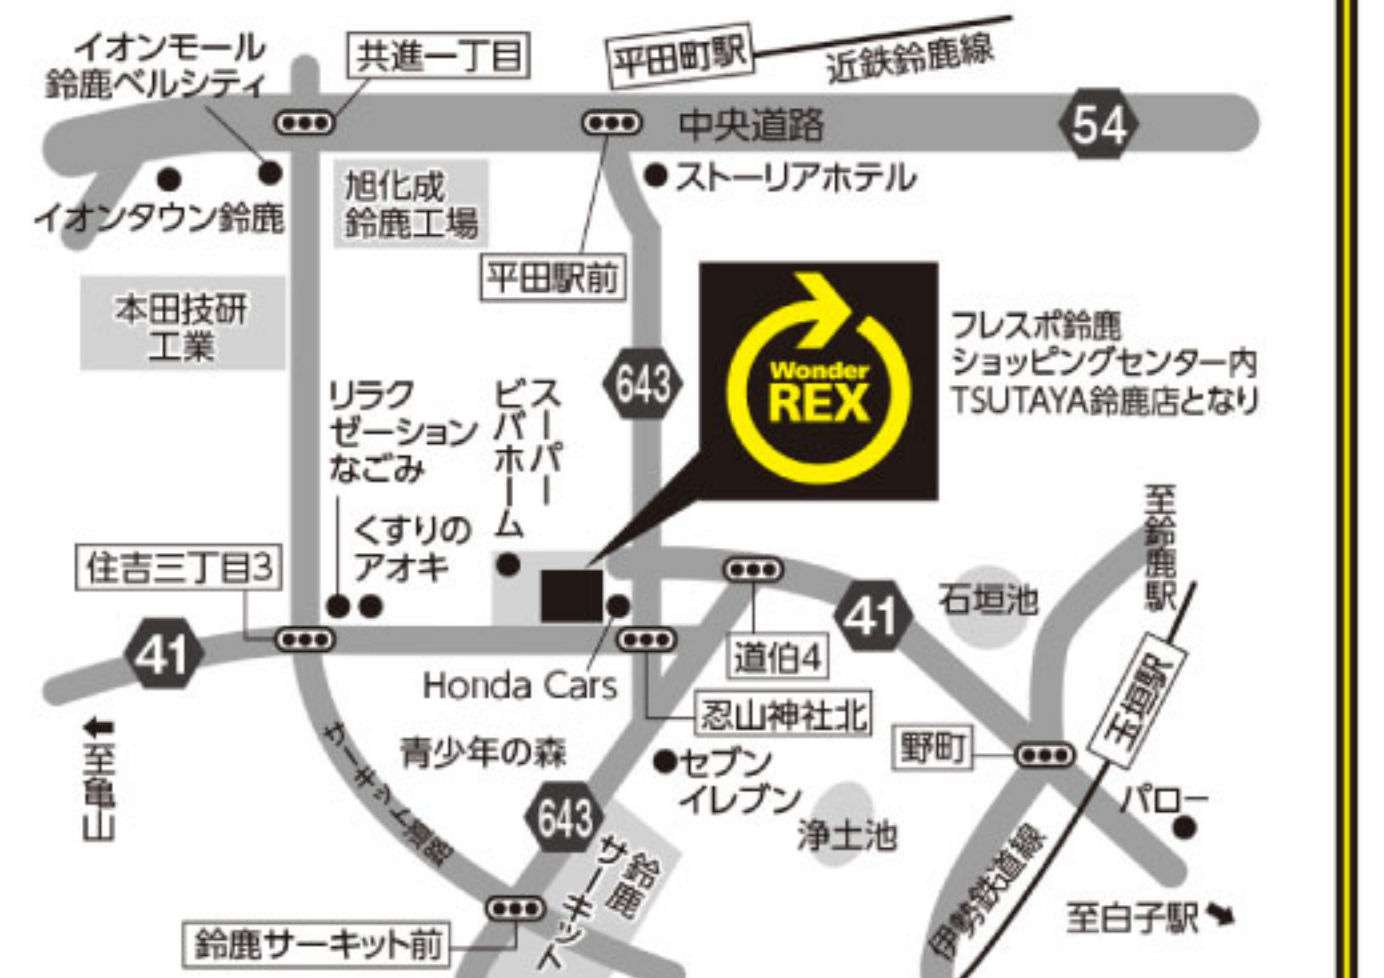 イオンモール
鈴鹿ベルシティ
共進一丁目
平田町駅
近鉄鈴鹿線
中央道路
54
イオンタウン鈴鹿
旭化成
鈴鹿工場
ストーリアホテル
平田駅前
本田技研
工業
643
Wonder
REX
フレスポ鈴鹿
ショッピングセンター内
TSUTAYA鈴鹿店となり
リラク
ゼーション
なごみ
スーパー
ビバホーム
くすりの
アオキ
至鈴鹿駅
住吉三丁目3
41
Honda Cars
道伯4
41
石垣池
忍山神社北
野町
玉垣駅
至亀山
サーキット道路
青少年の森
セブン
イレブン
643
浄土池
バロー
鈴鹿
サーキット
鈴鹿サーキット前
伊勢鉄道線
至白子駅